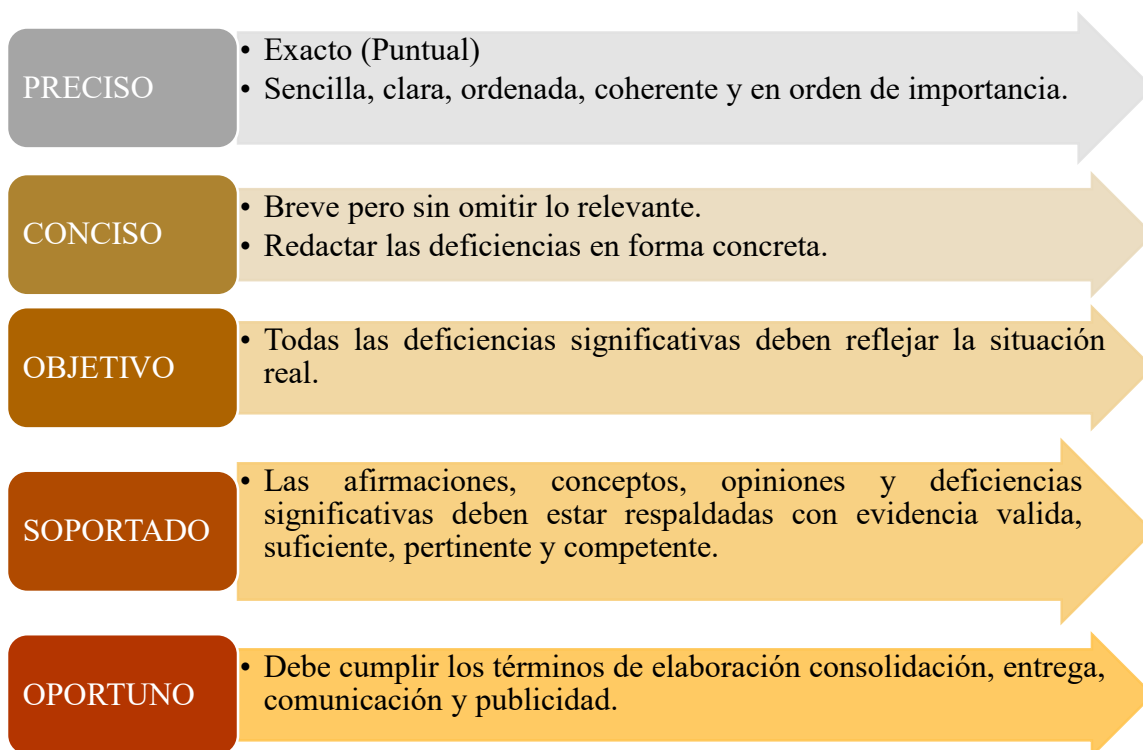 PRECISO
• Exacto (Puntual)
• Sencilla, clara, ordenada, coherente y en orden de importancia.
CONCISO
• Breve pero sin omitir lo relevante.
• Redactar las deficiencias en forma concreta.
OBJETIVO
• Todas las deficiencias significativas deben reflejar la situación
real.
SOPORTADO
• Las afirmaciones, conceptos, opiniones y deficiencias
significativas deben estar respaldadas con evidencia valida,
suficiente, pertinente y competente.
OPORTUNO
• Debe cumplir los términos de elaboración consolidación, entrega,
comunicación y publicidad.